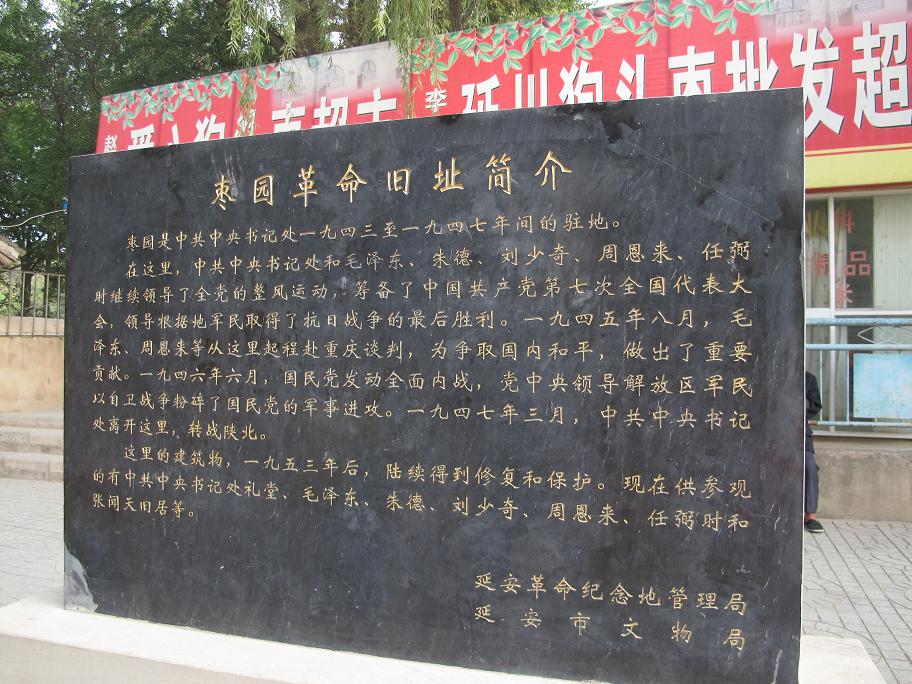 李 延川狗头枣批发超
赵
枣园革命旧址简介
枣园是中共中央书记处一九四三至一九四七年间的驻地。
在这里，中共中央书记处和毛泽东、朱德、刘少奇、周恩来、任弼
时继续领导了全党的整风运动，筹备了中国共产党第七次全国代表大
会，领导根据地军民取得了抗日战争的最后胜利。一九四五年八月，毛
泽东、周恩来等从这里起程赴重庆谈判，为争取国内和平，做出了重要
贡献。一九四六年六月，国民党发动全面内战，党中央领导解放区军民
以自卫战争粉碎了国民党的军事进攻。一九四七年三月，中共中央书记
处离开这里，转战陕北。
这里的建筑物，一九五三年后，陆续得到修复和保护。现在供参观
的有中共中央书记处礼堂、毛泽东、朱德、刘少奇、周恩来、任弼时和
张闻天旧居等。
延安革命纪念地管理局
延安市文物局